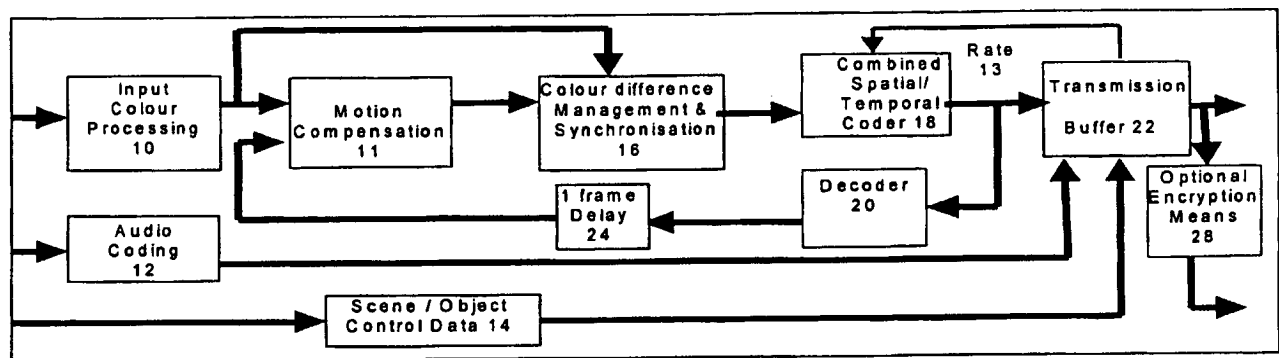 Input
Colour
Processing
10
Motion
Compensation
11
Colour difference
Management &
Synchronisation
16
Combined
Spatial/
Temporal
Coder 18
Rate
13
Transmission
Buffer 22
Optional
Encryption
Means
28
Decoder
20
1 frame
Delay
24
Audio
Coding
12
Scene / Object
Control Data 14